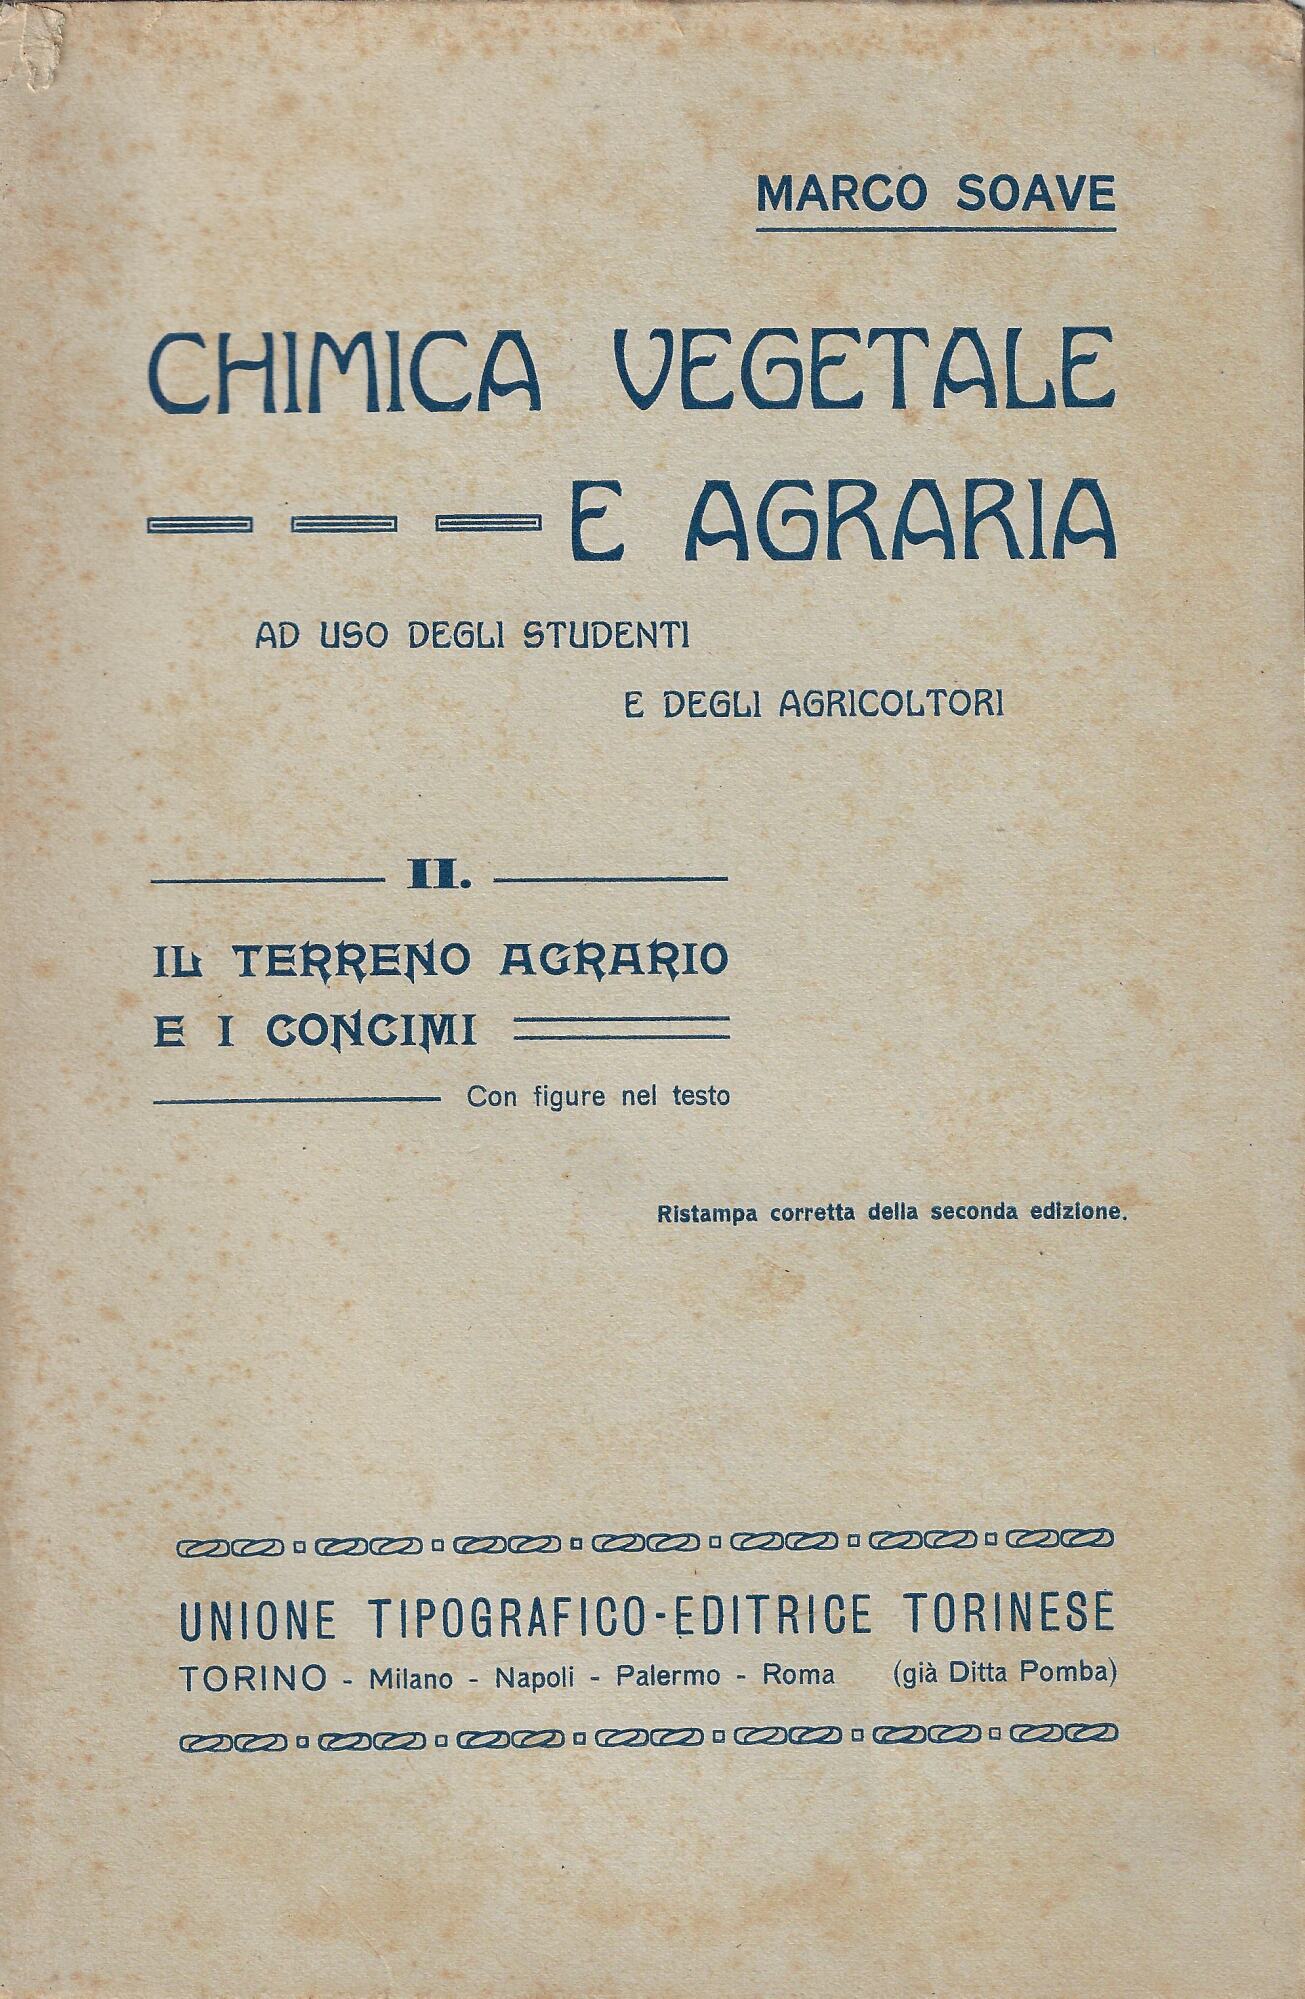 MARCO SOAVE
CHIMICA VEGETALE
E AGRARIA
AD USO DEGLI STUDENTI
E DEGLI AGRICOLTORI
II.
IL TERRENO AGRARIO
E I CONCIMI
Con figure nel testo
Ristampa corretta della seconda edizione.
UNIONE TIPOGRAFICO-EDITRICE TORINESE
TORINO - Milano - Napoli - Palermo - Roma (già Ditta Pomba)